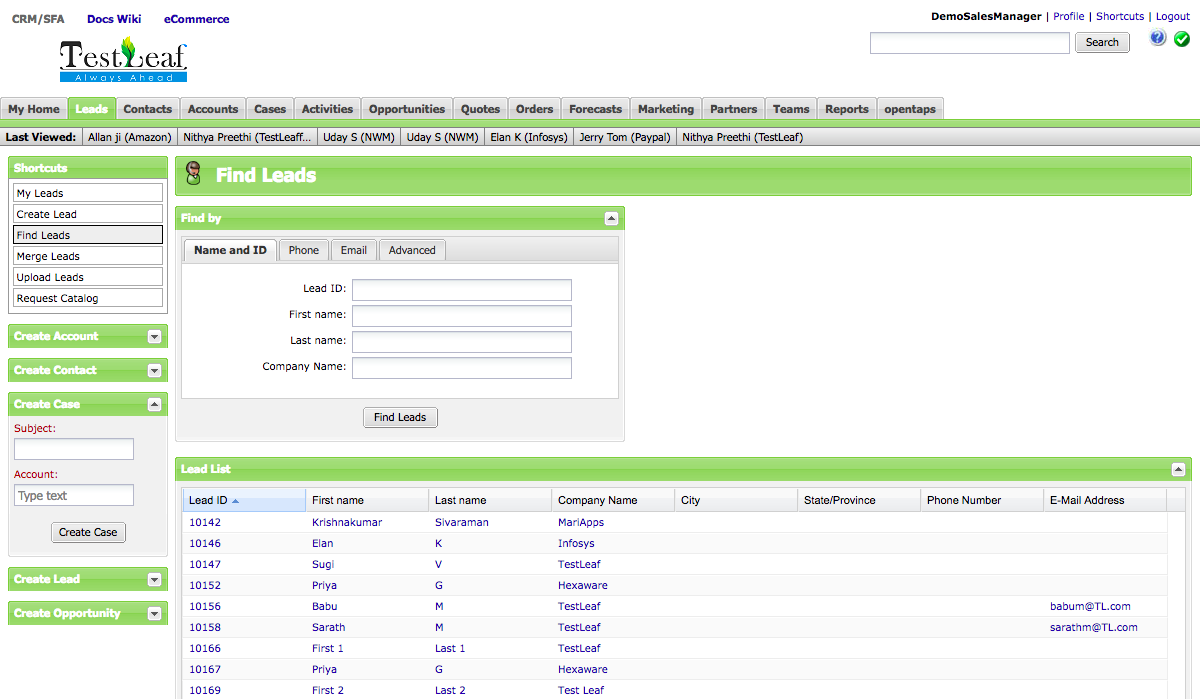 CRM/SFA Docs Wiki eCommerce
DemoSalesManager | Profile | Shortcuts | Logout
TestLeaf
Always Ahead
Search
My Home Leads Contacts Accounts Cases Activities Opportunities Quotes Orders Forecasts Marketing Partners Teams Reports opentaps
Last Viewed: Allan ji (Amazon) Nithya Preethi (TestLeaff... Uday S (NWM) Uday S (NWM) Elan K (Infosys) Jerry Tom (Paypal) Nithya Preethi (TestLeaf)
Shortcuts
My Leads
Create Lead
Find Leads
Merge Leads
Upload Leads
Request Catalog
Create Account
Create Contact
Create Case
Subject:
Account:
Type text
Create Case
Create Lead
Create Opportunity
Find Leads
Find by
Name and ID Phone Email Advanced
Lead ID:
First name:
Last name:
Company Name:
Find Leads
Lead List
Lead ID First name Last name Company Name City State/Province Phone Number E-Mail Address
10142 Krishnakumar Sivaraman MariApps
10146 Elan K Infosys
10147 Sugi V TestLeaf
10152 Priya G Hexaware
10156 Babu M TestLeaf babum@TL.com
10158 Sarath M TestLeaf sarathm@TL.com
10166 First 1 Last 1 TestLeaf
10167 Priya G Hexaware
10169 First 2 Last 2 Test Leaf